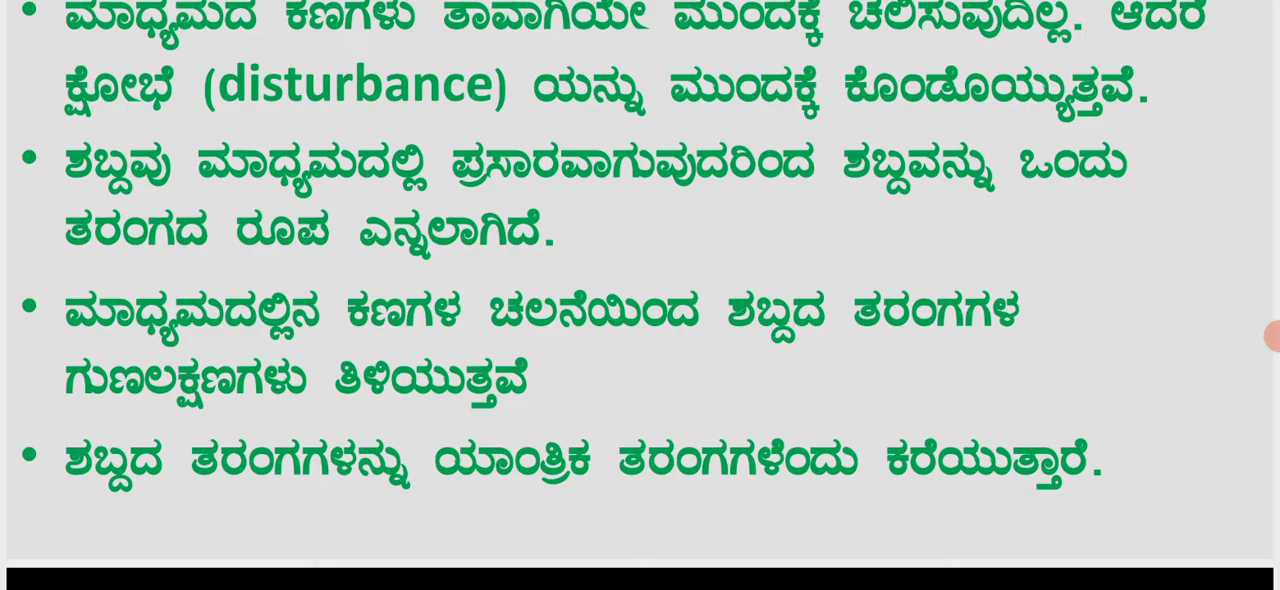 • ಮಾಧ್ಯಮದ ಕಣಗಳು ತಾವಾಗಿಯೇ ಮುಂದಕ್ಕೆ ಚಲಿಸುವುದಿಲ್ಲ. ಆದರೆ
ಕ್ಷೋಭೆ (disturbance) ಯನ್ನು ಮುಂದಕ್ಕೆ ಕೊಂಡೊಯ್ಯುತ್ತವೆ.
• ಶಬ್ದವು ಮಾಧ್ಯಮದಲ್ಲಿ ಪ್ರಸಾರವಾಗುವುದರಿಂದ ಶಬ್ದವನ್ನು ಒಂದು
ತರಂಗದ ರೂಪ ಎನ್ನಲಾಗಿದೆ.
• ಮಾಧ್ಯಮದಲ್ಲಿನ ಕಣಗಳ ಚಲನೆಯಿಂದ ಶಬ್ದದ ತರಂಗಗಳ
ಗುಣಲಕ್ಷಣಗಳು ತಿಳಿಯುತ್ತವೆ
• ಶಬ್ದದ ತರಂಗಗಳನ್ನು ಯಾಂತ್ರಿಕ ತರಂಗಗಳೆಂದು ಕರೆಯುತ್ತಾರೆ.